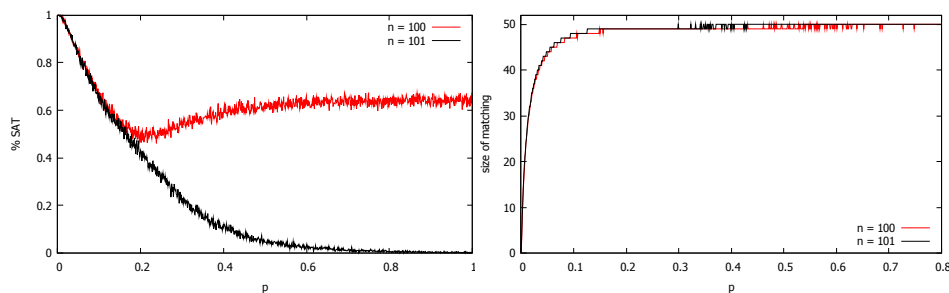 1
0.8
0.6
0.4
0.2
0
% SAT
0 0.2 0.4 0.6 0.8 1
p
n = 100
n = 101
50
40
30
20
10
0
size of matching
0 0.1 0.2 0.3 0.4 0.5 0.6 0.7 0.8
p
n = 100
n = 101